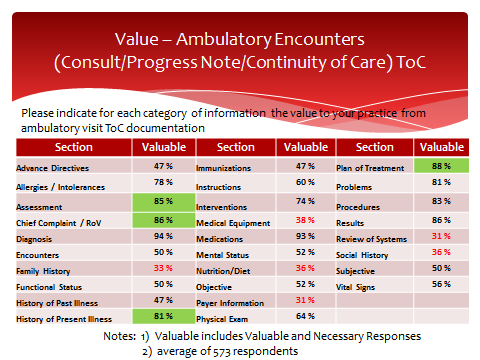 Value – Ambulatory Encounters
(Consult/Progress Note/Continuity of Care) ToC
Please indicate for each category of information the value to your practice from
ambulatory visit ToC documentation
Section Valuable Section Valuable Section Valuable
Advance Directives 47 % Immunizations 47 % Plan of Treatment 88 %
Allergies / Intolerances 78 % Instructions 60 % Problems 81 %
Assessment 85 % Interventions 74 % Procedures 83 %
Chief Complaint / RoV 86 % Medical Equipment 38 % Results 86 %
Diagnosis 94 % Medications 93 % Review of Systems 31 %
Encounters 50 % Mental Status 52 % Social History 36 %
Family History 33 % Nutrition/Diet 36 % Subjective 50 %
Functional Status 50 % Objective 52 % Vital Signs 56 %
History of Past Illness 47 % Payer Information 31 %
History of Present Illness 81 % Physical Exam 64 %
Notes: 1) Valuable includes Valuable and Necessary Responses
2) average of 573 respondents